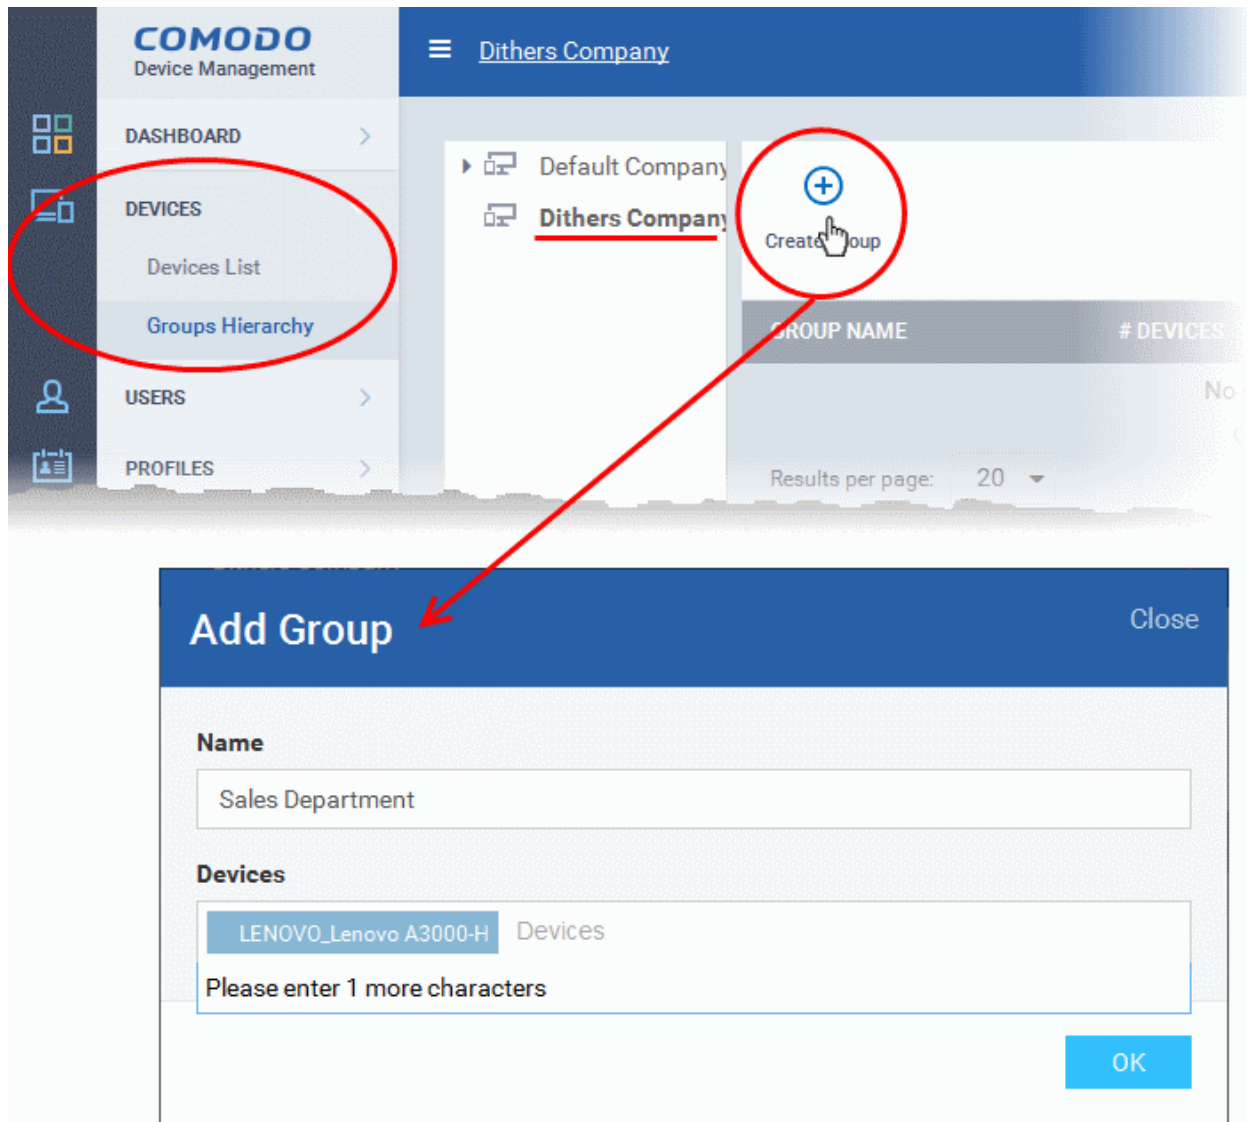 COMODO
Device Management
Dithers Company
DASHBOARD
DEVICES
Devices List
Groups Hierarchy
USERS
PROFILES
Default Company
Dithers Company
Create
GROUP NAME
# DEVICES
No
Results per page:
20
Add Group
Close
Name
Sales Department
Devices
LENOVO_Lenovo A3000-H
Devices
Please enter 1 more characters
OK